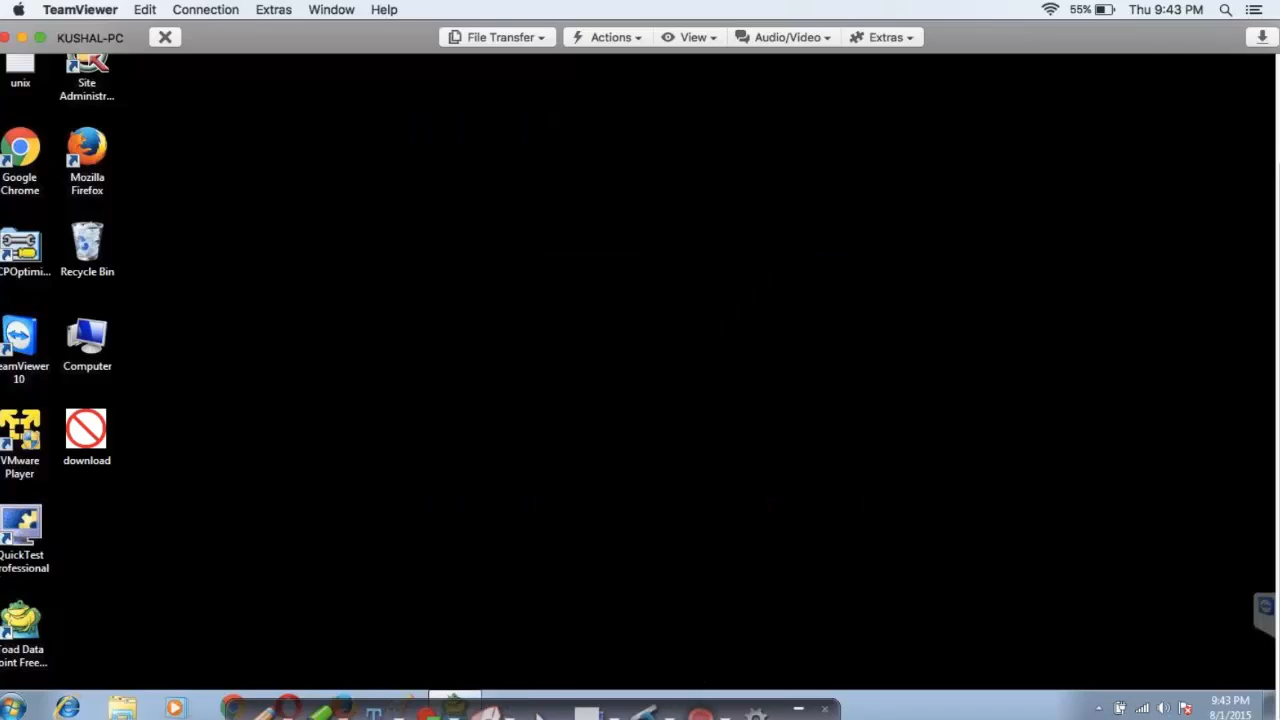 TeamViewer Edit Connection Extras Window Help 55% Thu 9:43 PM
KUSHAL-PC File Transfer Actions View Audio/Video Extras
unix
Site
Administr...
Google
Chrome
Mozilla
Firefox
CPOptimi...
Recycle Bin
eamViewer
10
Computer
VMware
Player
download
QuickTest
rofessional
Toad Data
oint Free...
9:43 PM
8/1/2015